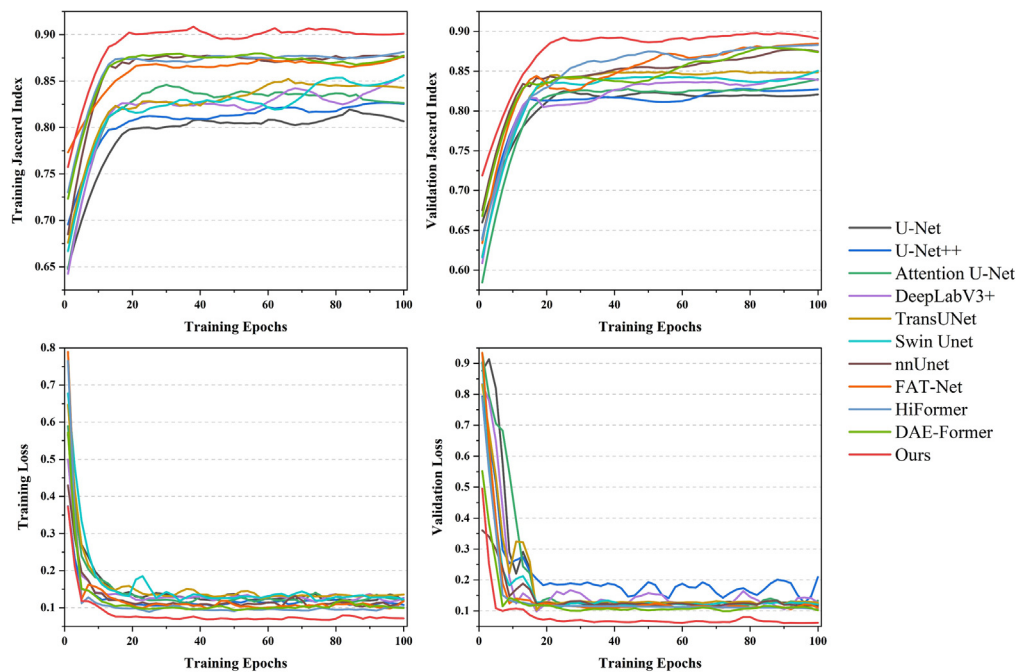 Training Jaccard Index
0.90
0.85
0.80
0.75
0.70
0.65
0
20
40
60
80
100
Training Epochs
Validation Jaccard Index
0.90
0.85
0.80
0.75
0.70
0.65
0.60
0
20
40
60
80
100
Training Epochs
U-Net
U-Net++
Attention U-Net
DeepLabV3+
TransUNet
Swin Unet
nnUnet
FAT-Net
HiFormer
DAE-Former
Ours
Training Loss
0.8
0.7
0.6
0.5
0.4
0.3
0.2
0.1
0
20
40
60
80
100
Training Epochs
Validation Loss
0.9
0.8
0.7
0.6
0.5
0.4
0.3
0.2
0.1
0
20
40
60
80
100
Training Epochs